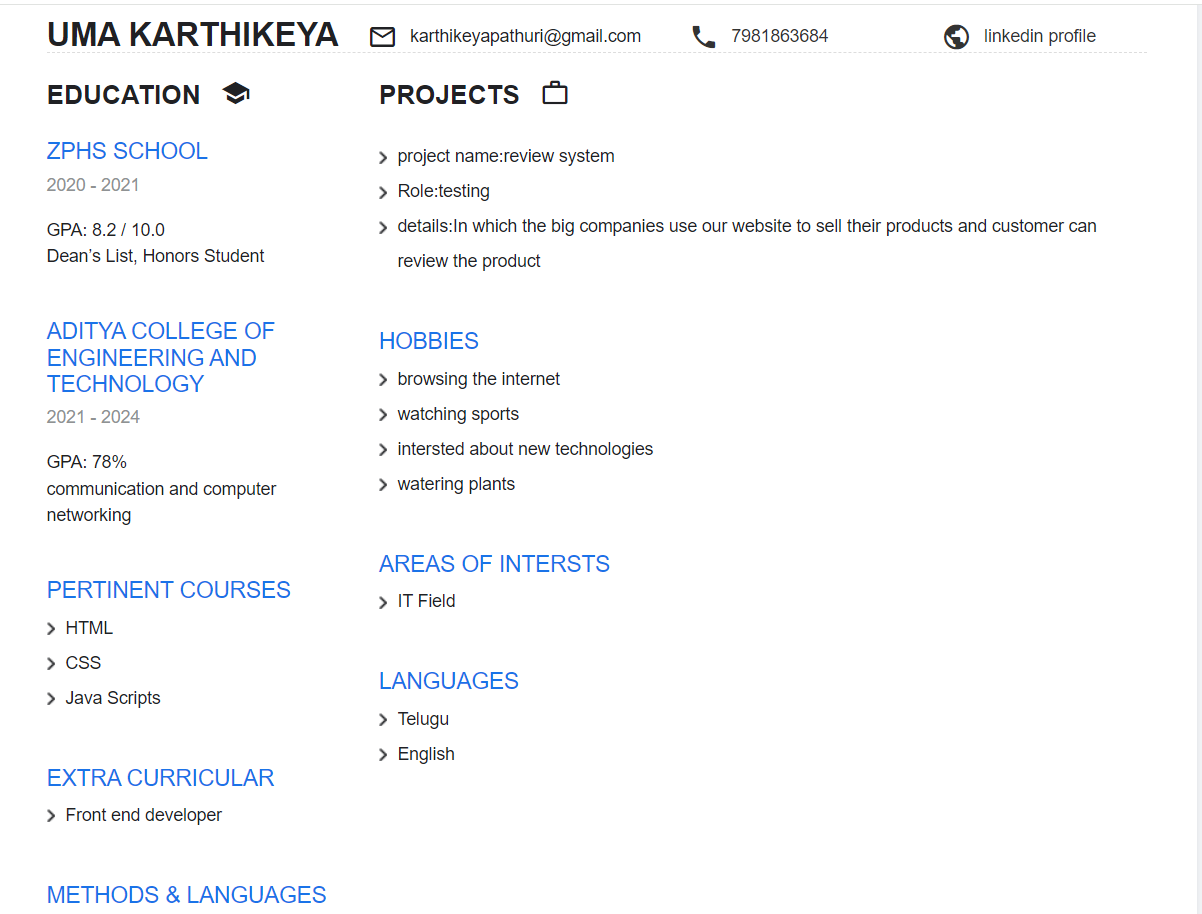 UMA KARTHIKEYA
karthikeyapathuri@gmail.com
7981863684
linkedin profile
EDUCATION
ZPHS SCHOOL
2020 - 2021
GPA: 8.2 / 10.0
Dean’s List, Honors Student
ADITYA COLLEGE OF
ENGINEERING AND
TECHNOLOGY
2021 - 2024
GPA: 78%
communication and computer
networking
PERTINENT COURSES
HTML
CSS
Java Scripts
EXTRA CURRICULAR
Front end developer
METHODS & LANGUAGES
PROJECTS
project name:review system
Role:testing
details:In which the big companies use our website to sell their products and customer can
review the product
HOBBIES
browsing the internet
watching sports
intersted about new technologies
watering plants
AREAS OF INTERSTS
IT Field
LANGUAGES
Telugu
English